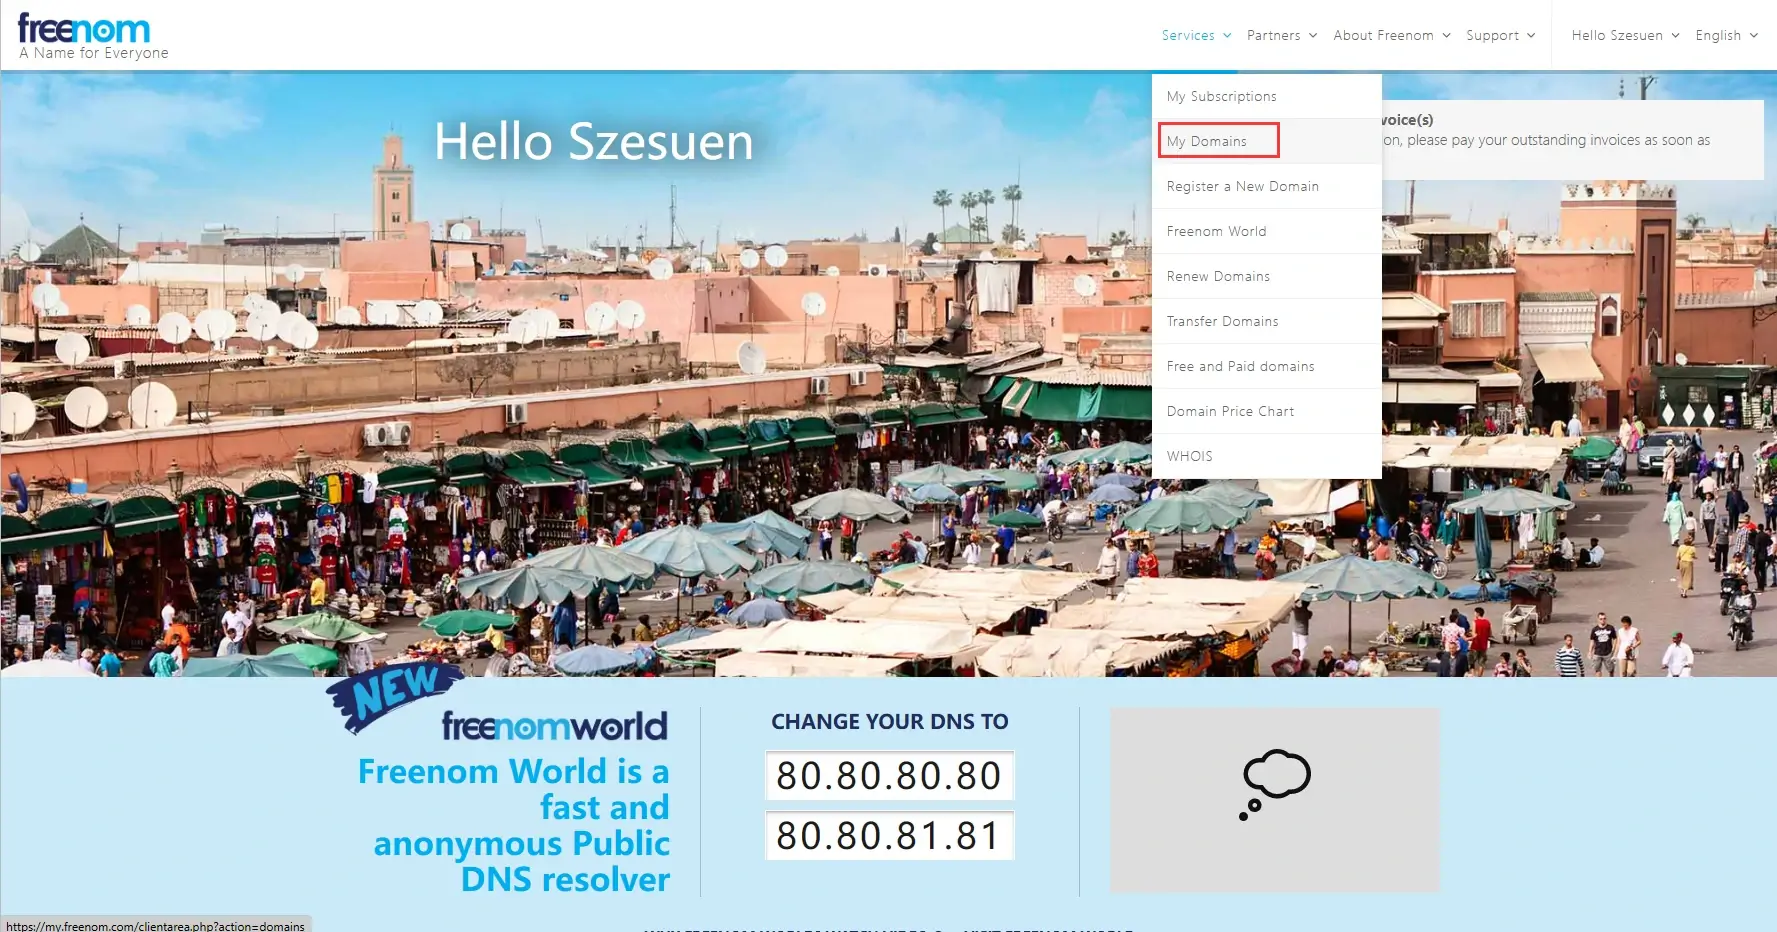 freenom
A Name for Everyone
Services
Partners
About Freenom
Support
Hello Szesuen
English
Hello Szesuen
My Subscriptions
My Domains
Register a New Domain
Freenom World
Renew Domains
Transfer Domains
Free and Paid domains
Domain Price Chart
WHOIS
voice(s)
on, please pay your outstanding invoices as soon as
NEW
freenomworld
Freenom World is a
fast and
anonymous Public
DNS resolver
CHANGE YOUR DNS TO
80.80.80.80
80.80.81.81
https://my.freenom.com/clientarea.php?action=domains